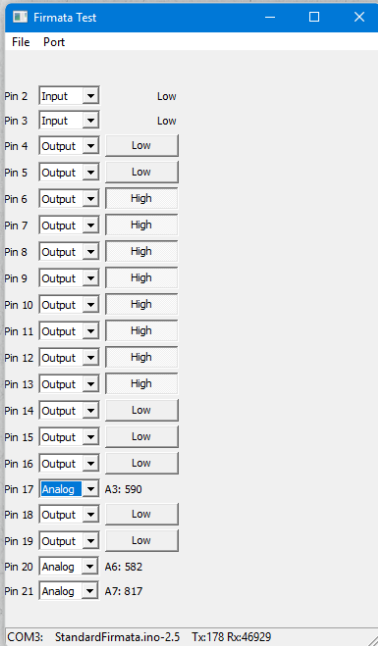 Firmata Test
File Port
Pin 2 Input Low
Pin 3 Input Low
Pin 4 Output Low
Pin 5 Output Low
Pin 6 Output High
Pin 7 Output High
Pin 8 Output High
Pin 9 Output High
Pin 10 Output High
Pin 11 Output High
Pin 12 Output High
Pin 13 Output High
Pin 14 Output Low
Pin 15 Output Low
Pin 16 Output Low
Pin 17 Analog A3: 590
Pin 18 Output Low
Pin 19 Output Low
Pin 20 Analog A6: 582
Pin 21 Analog A7: 817
COM3: StandardFirmata.ino-2.5 Tx:178 Rx:46929